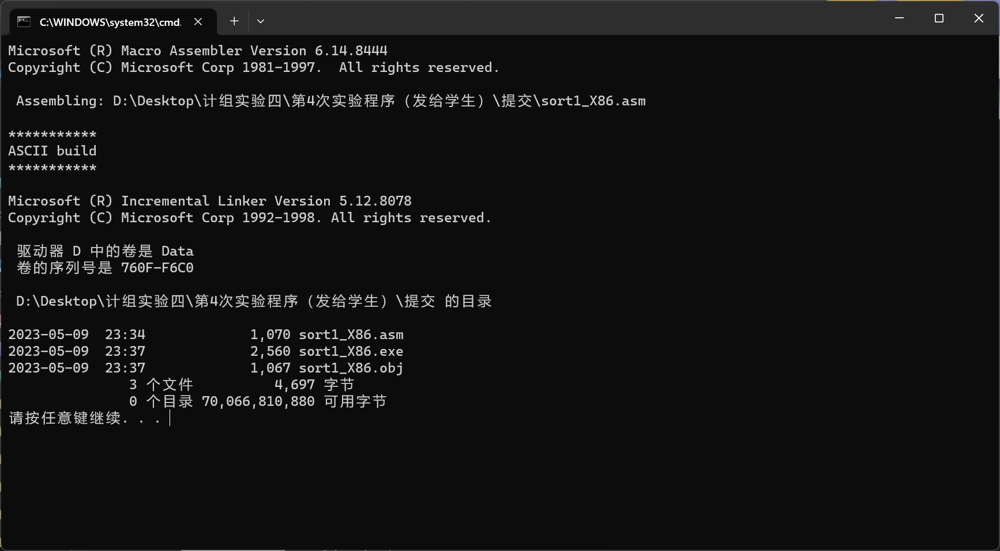 C:\WINDOWS\system32\cmd.
Microsoft (R) Macro Assembler Version 6.14.8444
Copyright (C) Microsoft Corp 1981-1997.  All rights reserved.
 Assembling: D:\Desktop\计组实验四\第4次实验程序（发给学生）\提交\sort1_X86.asm
***********
ASCII build
***********
Microsoft (R) Incremental Linker Version 5.12.8078
Copyright (C) Microsoft Corp 1992-1998. All rights reserved.
 驱动器 D 中的卷是 Data
 卷的序列号是 760F-F6C0
 D:\Desktop\计组实验四\第4次实验程序（发给学生）\提交 的目录
2023-05-09  23:34             1,070 sort1_X86.asm
2023-05-09  23:37             2,560 sort1_X86.exe
2023-05-09  23:37             1,067 sort1_X86.obj
               3 个文件          4,697 字节
               0 个目录 70,066,810,880 可用字节
请按任意键继续. . .